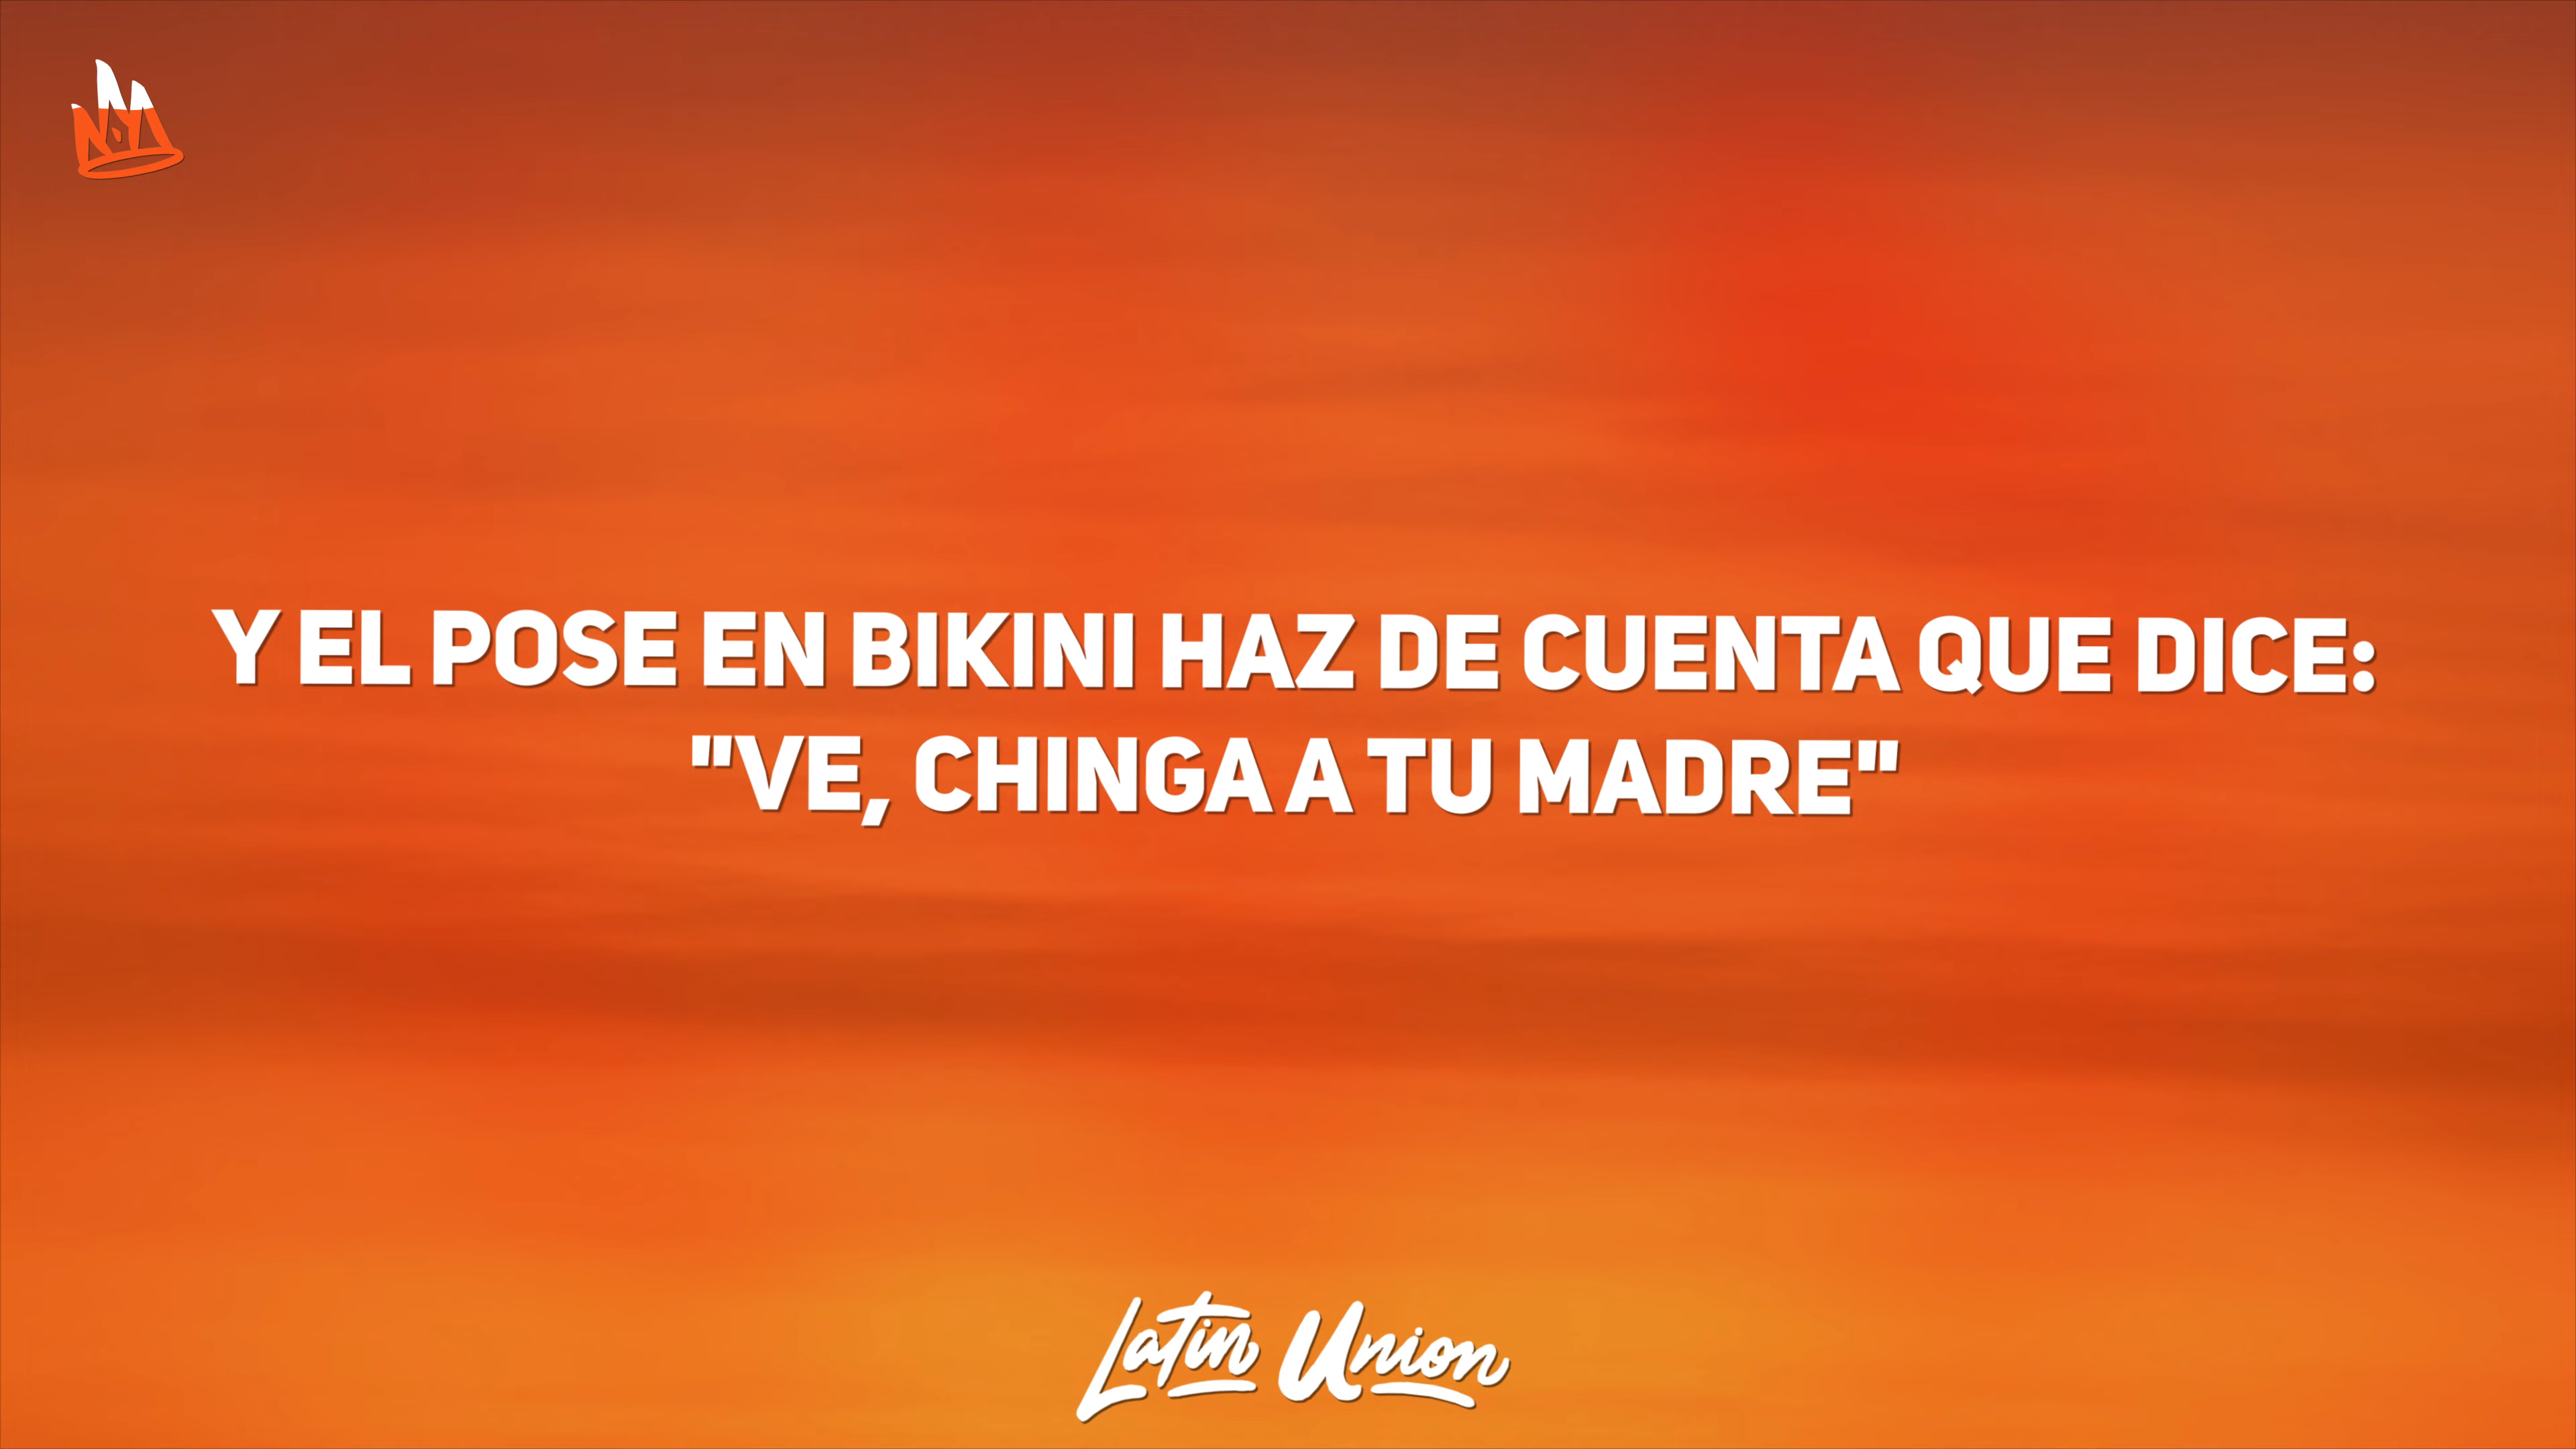 Y EL POSE EN BIKINI HAZ DE CUENTA QUE DICE:
"VE, CHINGA A TU MADRE"
Latin Union